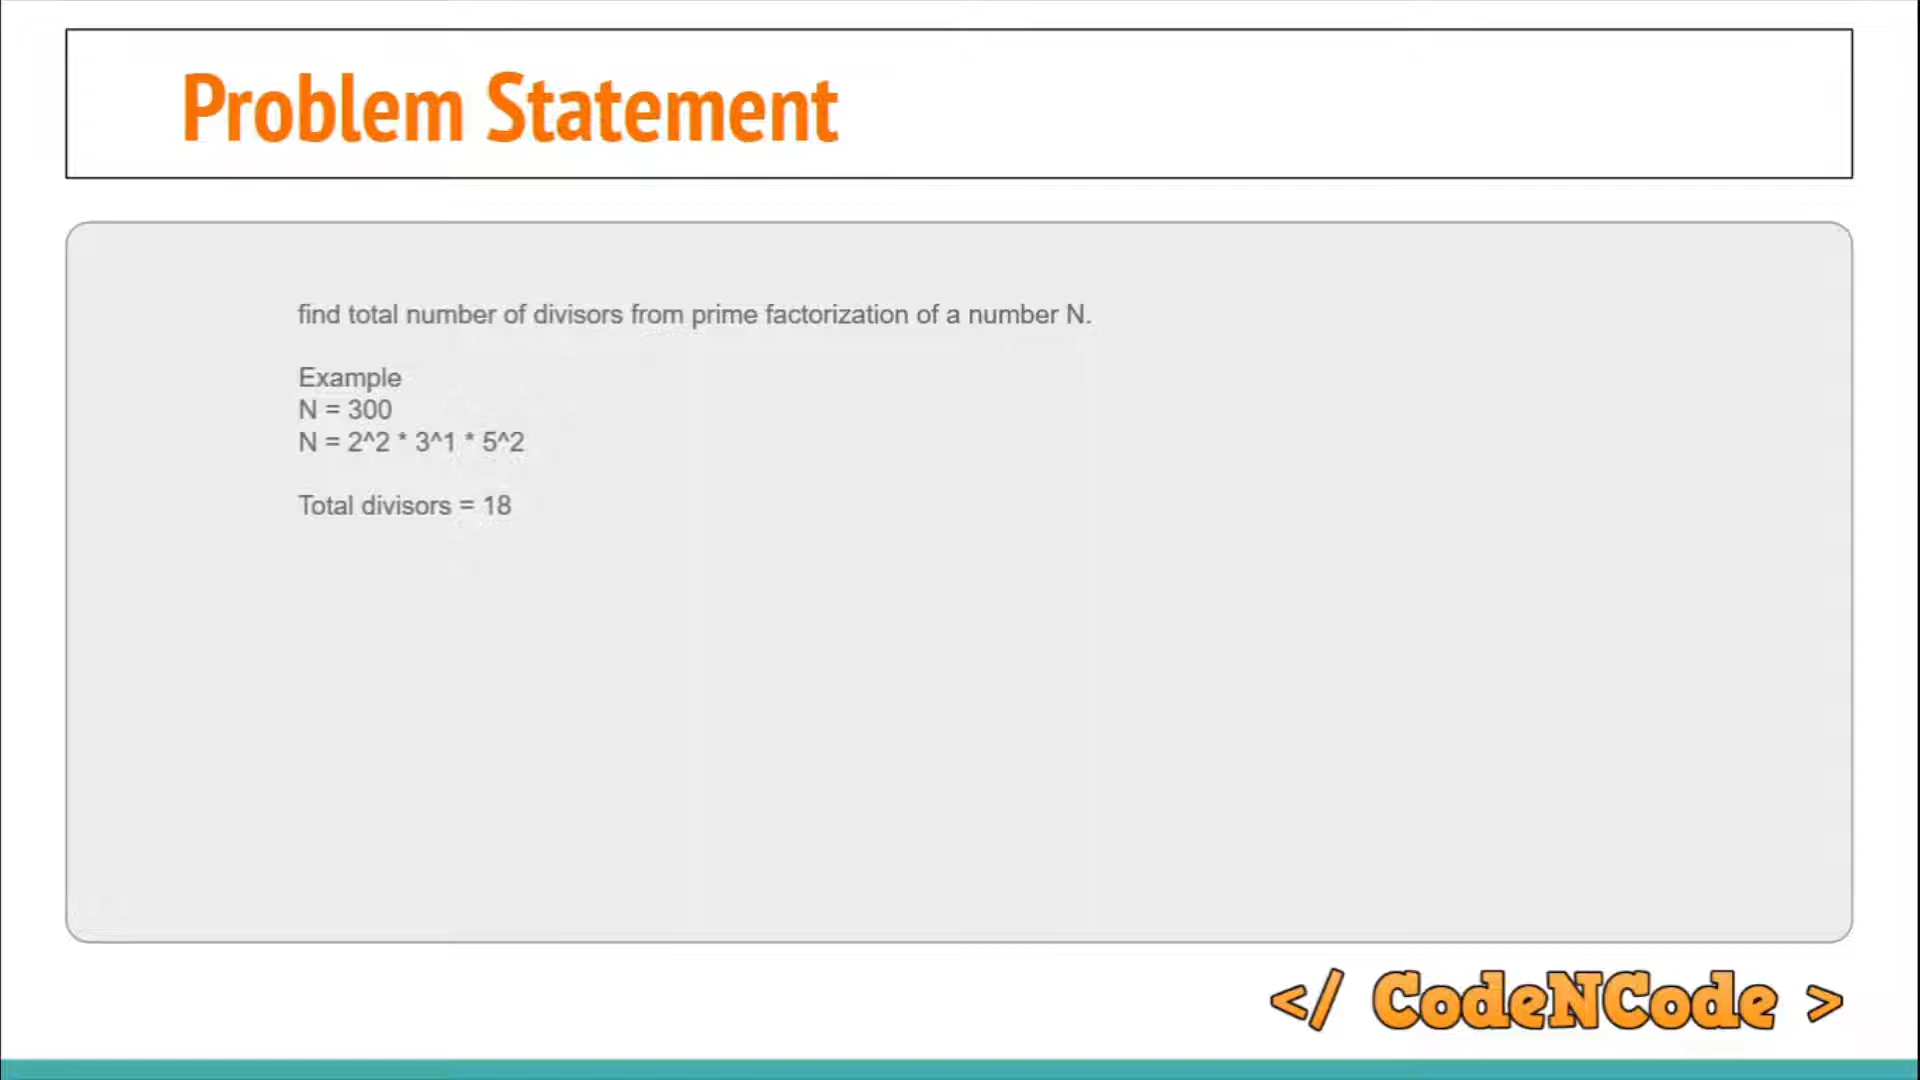 Problem Statement
find total number of divisors from prime factorization of a number N.
Example
N = 300
N = 2^2 * 3^1 * 5^2
Total divisors = 18
</ CodeNCode >